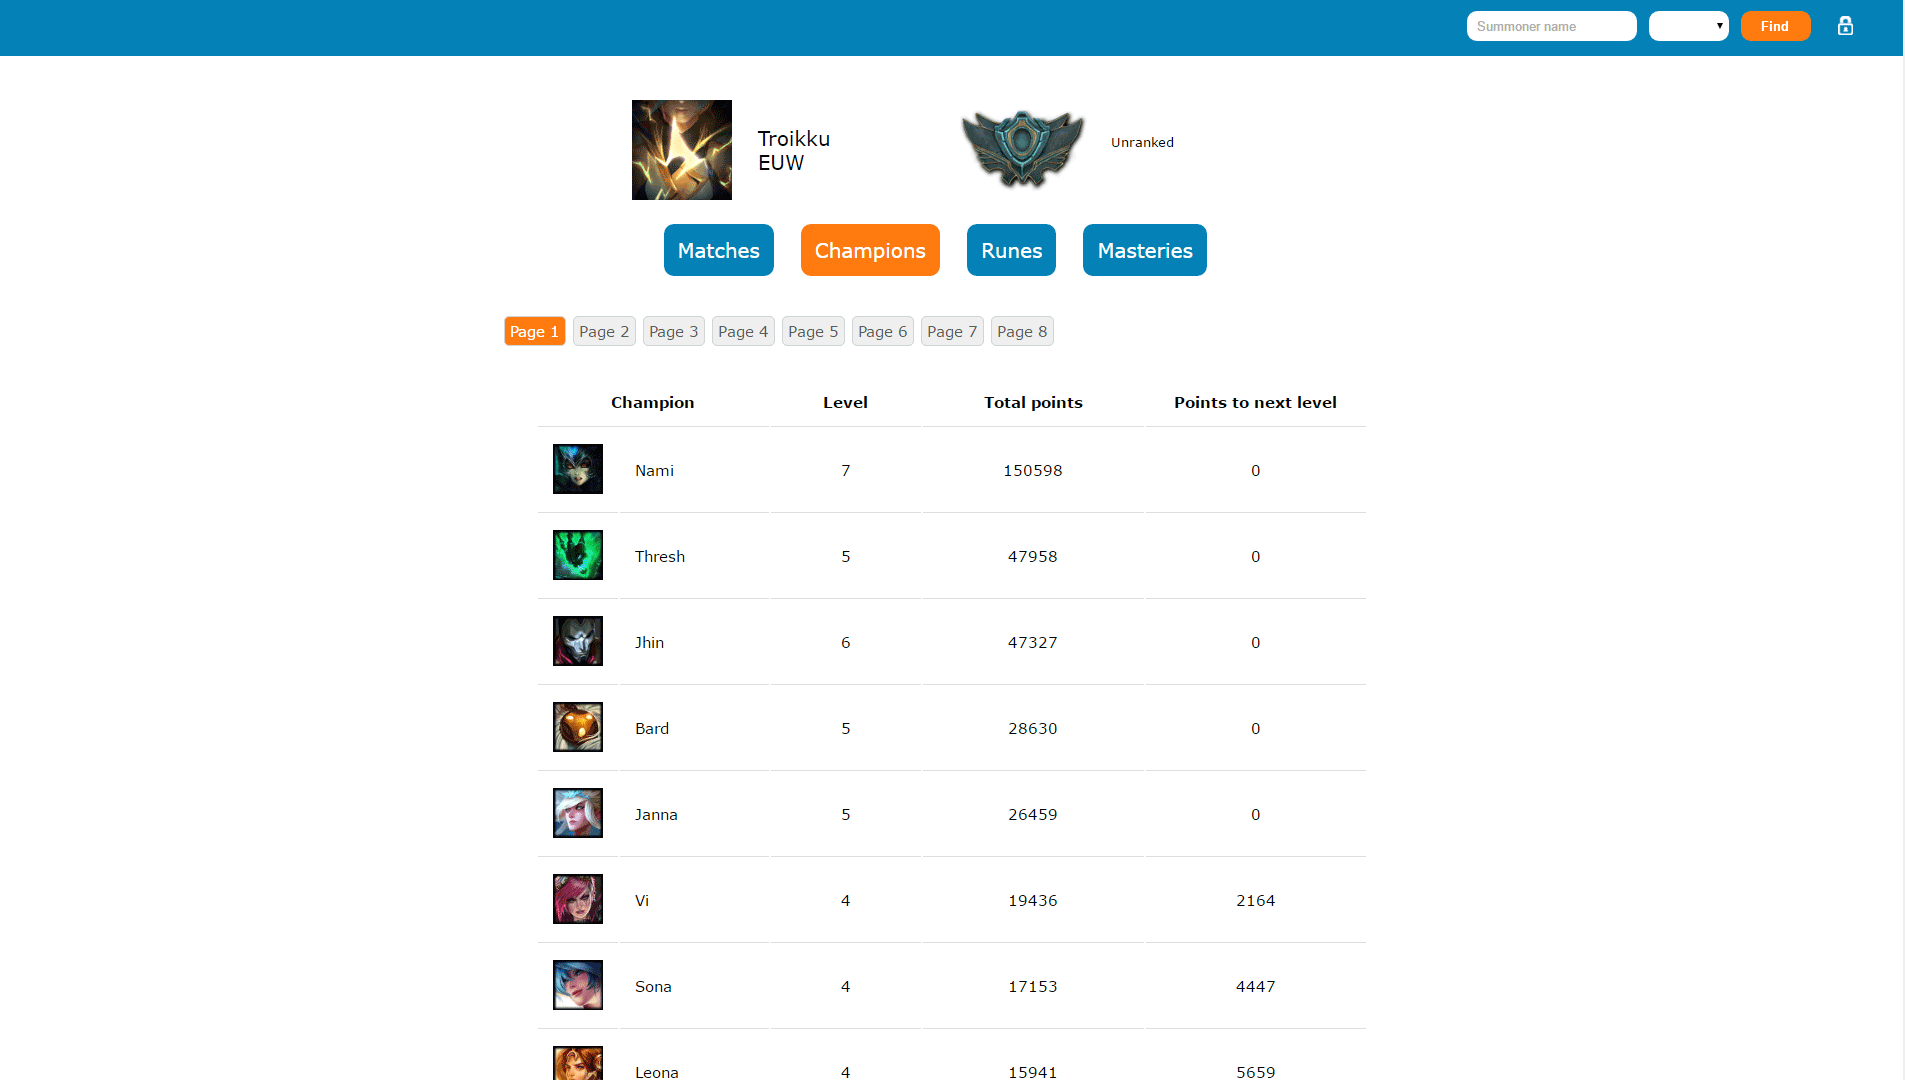 Summoner name
Find
Troikku
EUW
Unranked
Matches Champions Runes Masteries
Page 1 Page 2 Page 3 Page 4 Page 5 Page 6 Page 7 Page 8
Champion Level Total points Points to next level
Nami 7 150598 0
Thresh 5 47958 0
Jhin 6 47327 0
Bard 5 28630 0
Janna 5 26459 0
Vi 4 19436 2164
Sona 4 17153 4447
Leona 4 15941 5659